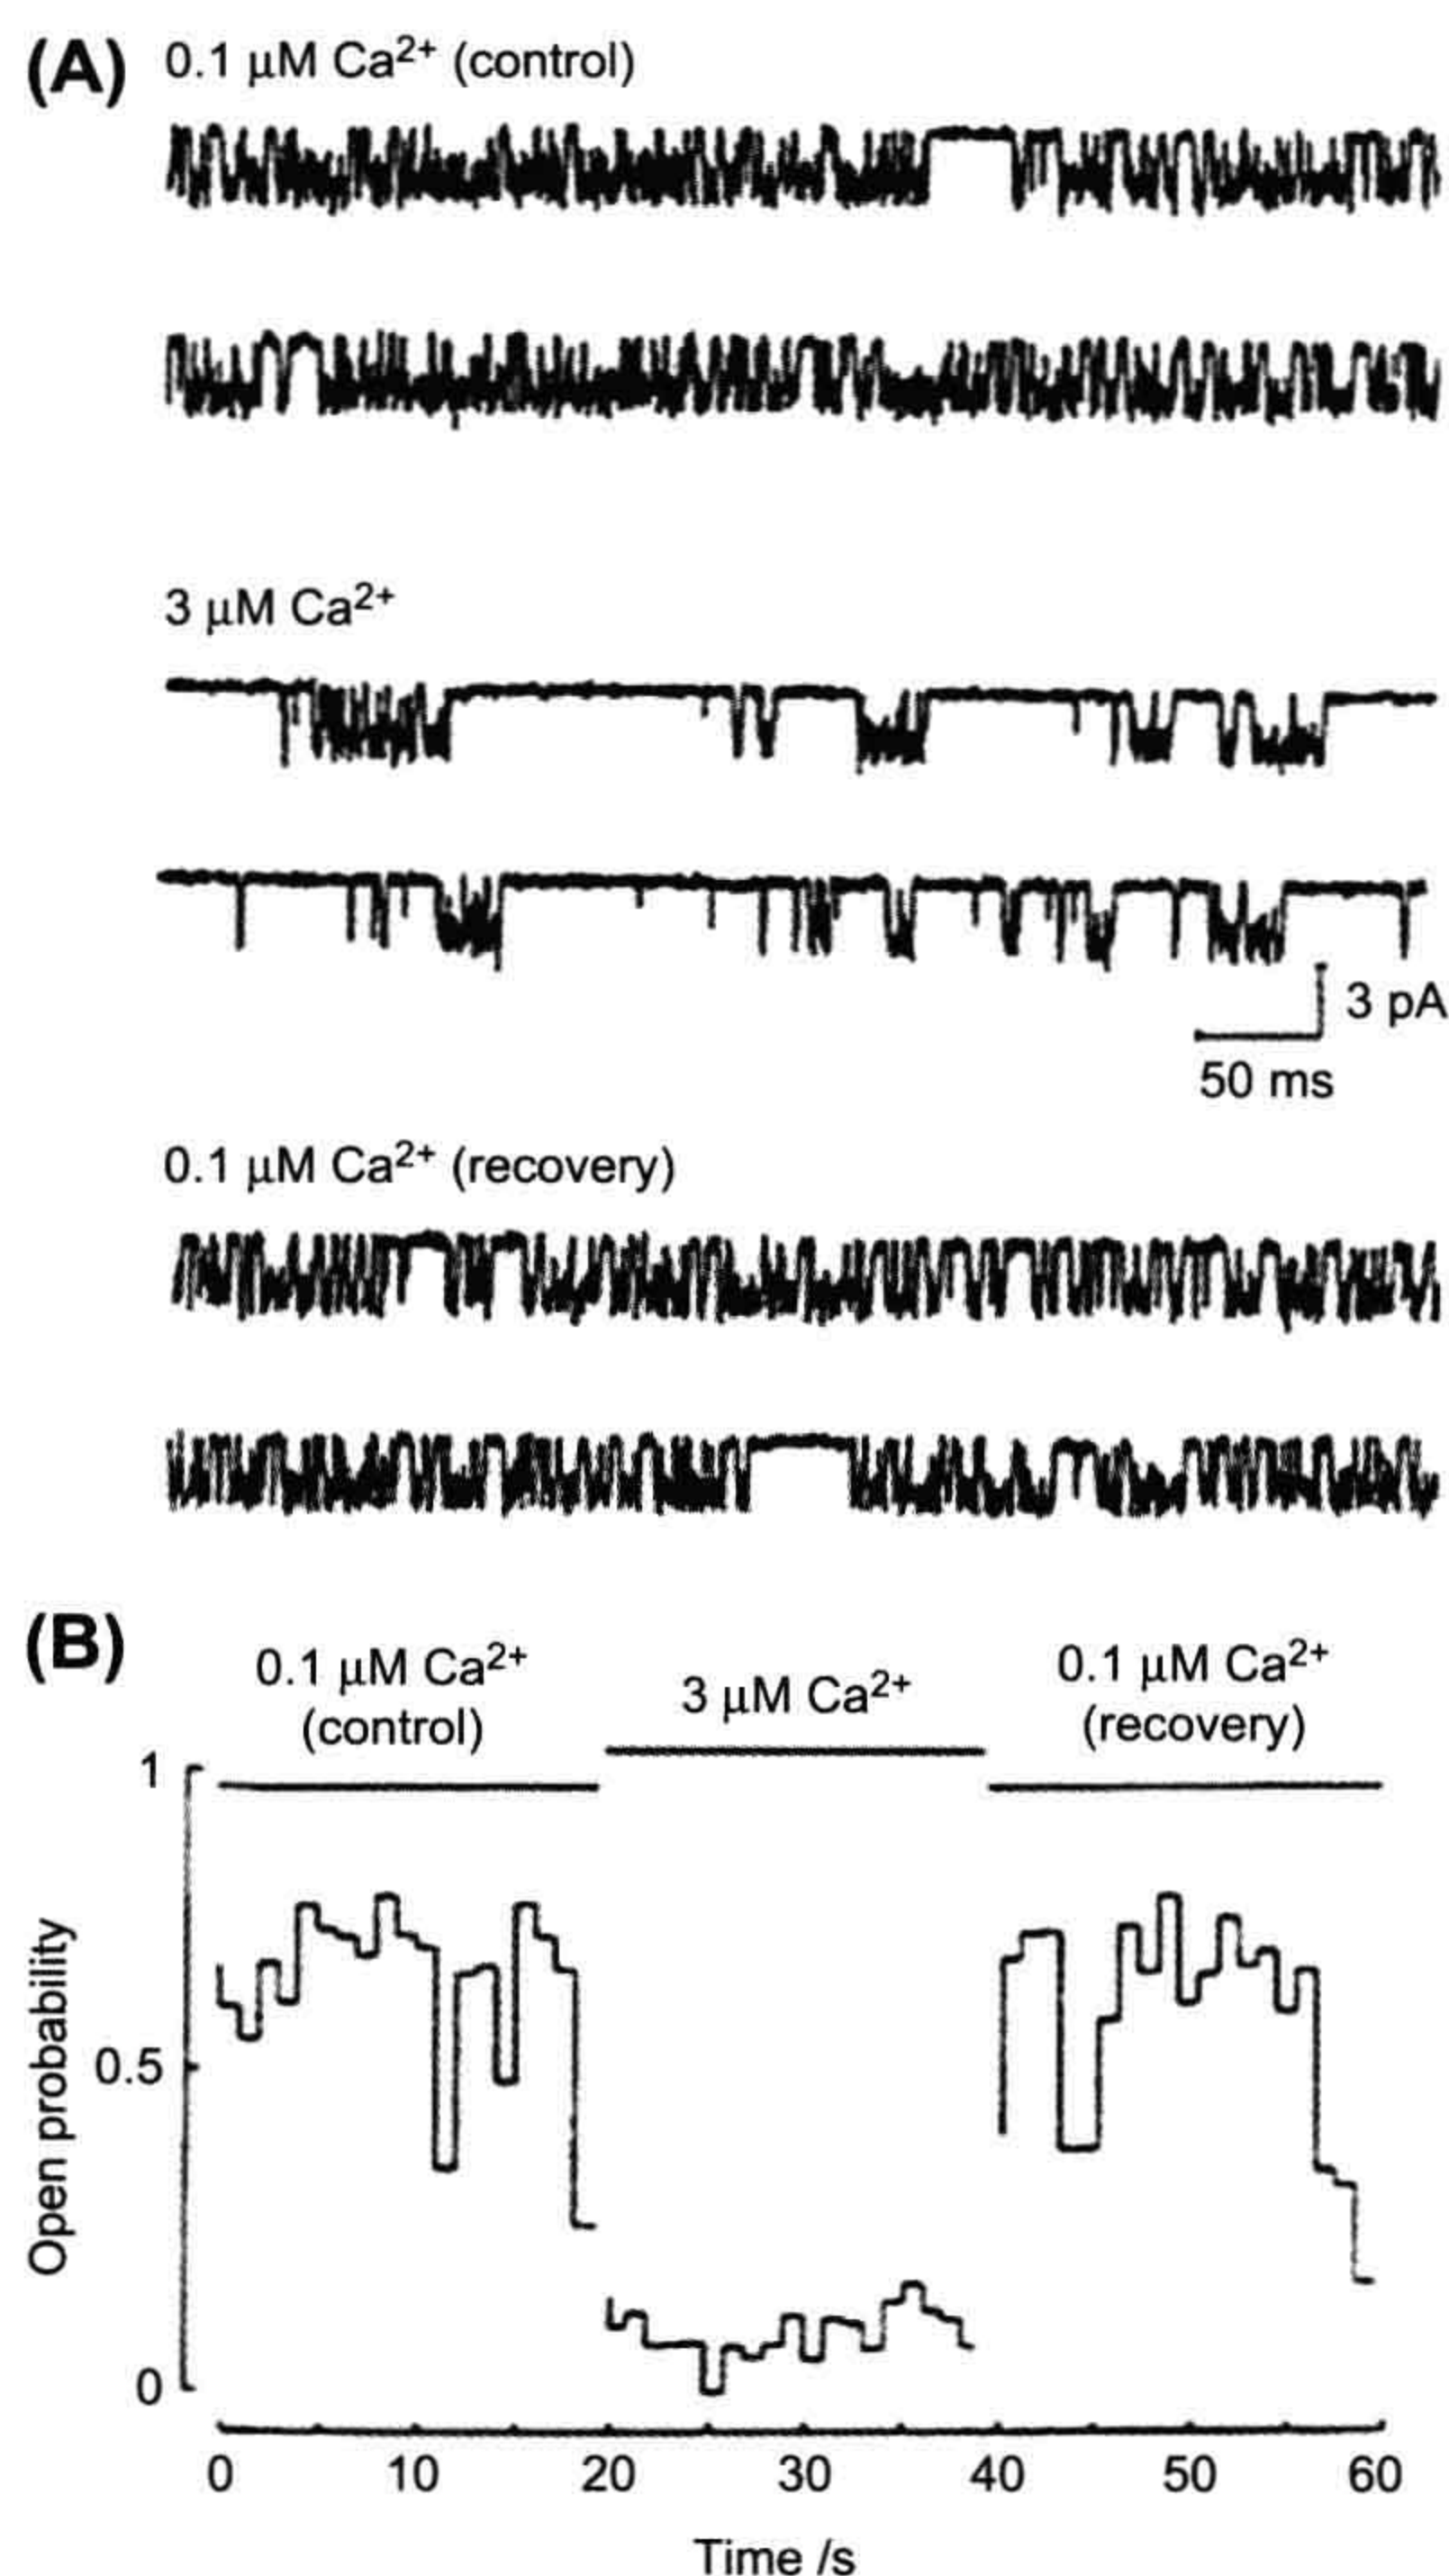 (A) 0.1 µM Ca²⁺ (control)
3 µM Ca²⁺
3 pA
50 ms
0.1 µM Ca²⁺ (recovery)
(B)
0.1 µM Ca²⁺
(control)
3 µM Ca²⁺
0.1 µM Ca²⁺
(recovery)
1
0.5
0
Open probability
0 10 20 30 40 50 60
Time /s